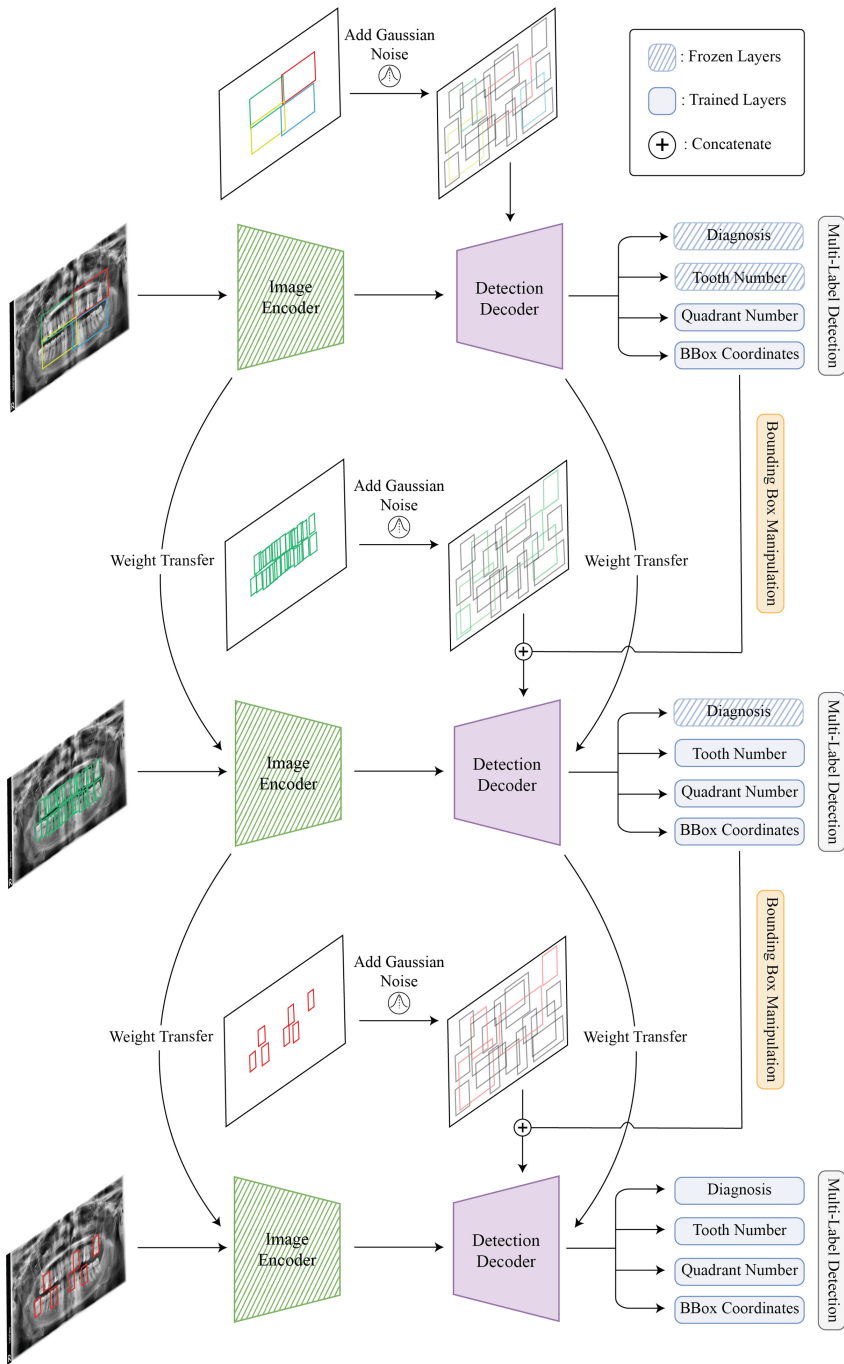 Add Gaussian
Noise
: Frozen Layers
: Trained Layers
: Concatenate
Image
Encoder
Detection
Decoder
Diagnosis
Tooth Number
Quadrant Number
BBox Coordinates
Multi-Label Detection
Add Gaussian
Noise
Weight Transfer
Weight Transfer
Bounding Box Manipulation
Image
Encoder
Detection
Decoder
Diagnosis
Tooth Number
Quadrant Number
BBox Coordinates
Multi-Label Detection
Add Gaussian
Noise
Weight Transfer
Weight Transfer
Bounding Box Manipulation
Image
Encoder
Detection
Decoder
Diagnosis
Tooth Number
Quadrant Number
BBox Coordinates
Multi-Label Detection